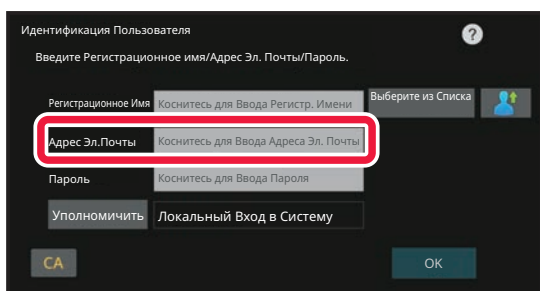 Идентификация Пользователя
?
Введите Регистрационное имя/Адрес Эл. Почты/Пароль.
Регистрационное Имя Коснитесь для Ввода Регистр. Имени Выберите из Списка
Адрес Эл.Почты Коснитесь для Ввода Адреса Эл. Почты
Пароль Коснитесь для Ввода Пароля
Уполномичить Локальный Вход в Систему
CA OK